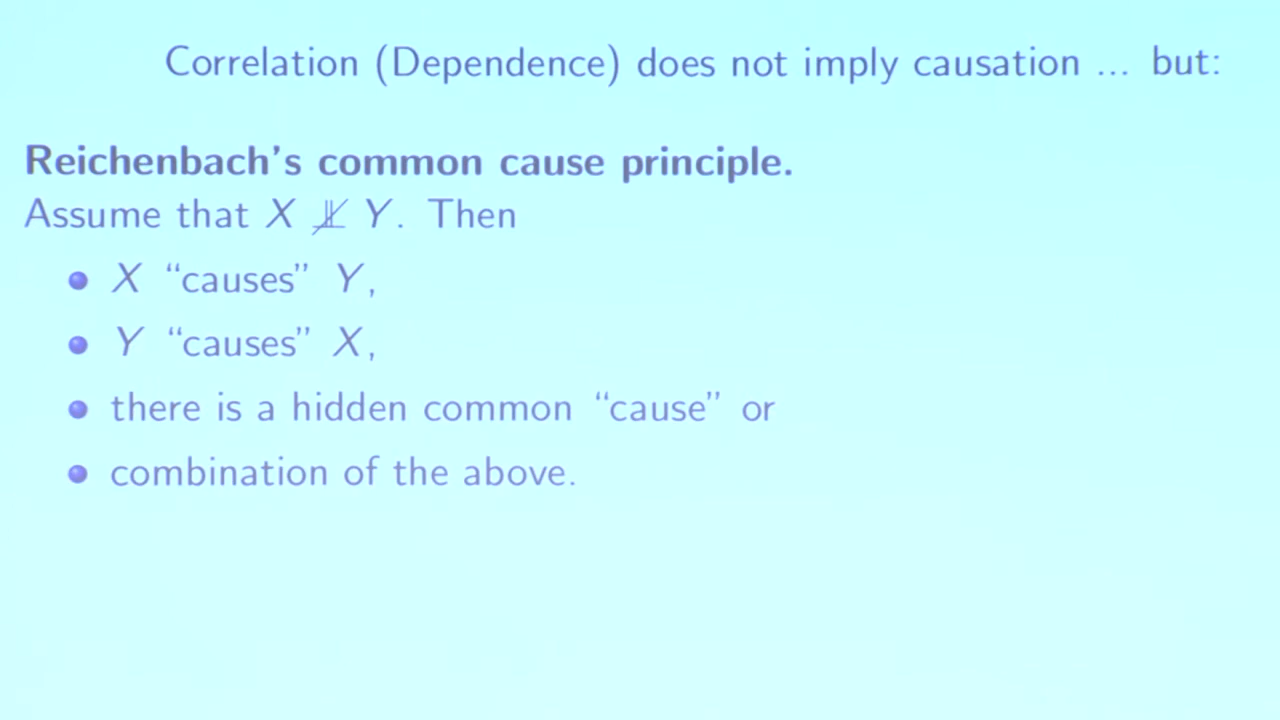 Correlation (Dependence) does not imply causation ... but:
Reichenbach's common cause principle.
Assume that X ⫫̸ Y. Then
• X “causes” Y,
• Y “causes” X,
• there is a hidden common “cause” or
• combination of the above.